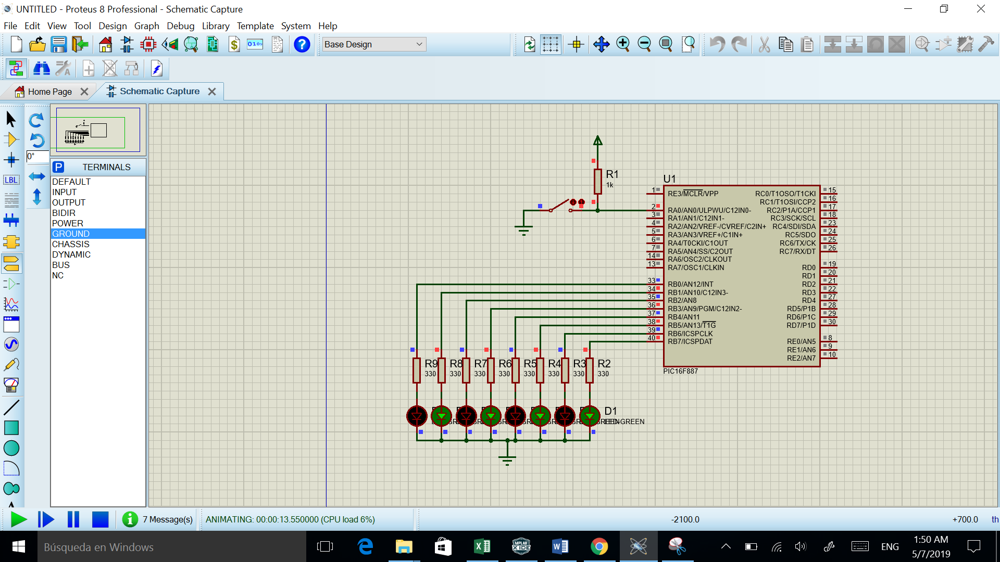 UNTITLED - Proteus 8 Professional - Schematic Capture
File Edit View Tool Design Graph Debug Library Template System Help
Base Design
Home Page
Schematic Capture
0°
LBL
P TERMINALS
DEFAULT
INPUT
OUTPUT
BIDIR
POWER
GROUND
CHASSIS
DYNAMIC
BUS
NC
R1
1k
U1
1 RE3/MCLR/VPP
2 RA0/AN0/ULPWU/C12IN0-
3 RA1/AN1/C12IN1-
4 RA2/AN2/VREF-/CVREF/C2IN+
5 RA3/AN3/VREF+/C1IN+
6 RA4/T0CKI/C1OUT
7 RA5/AN4/SS/C2OUT
14 RA6/OSC2/CLKOUT
13 RA7/OSC1/CLKIN
33 RB0/AN12/INT
34 RB1/AN10/C12IN3-
35 RB2/AN8
36 RB3/AN9/PGM/C12IN2-
37 RB4/AN11
38 RB5/AN13/T1G
39 RB6/ICSPCLK
40 RB7/ICSPDAT
RC0/T1OSO/T1CKI 15
RC1/T1OSI/CCP2 16
RC2/P1A/CCP1 17
RC3/SCK/SCL 18
RC4/SDI/SDA 23
RC5/SDO 24
RC6/TX/CK 25
RC7/RX/DT 26
RD0 19
RD1 20
RD2 21
RD3 22
RD4 27
RD5/P1B 28
RD6/P1C 29
RD7/P1D 30
RE0/AN5 8
RE1/AN6 9
RE2/AN7 10
PIC16F887
R9 R8 R7 R6 R5 R4 R3 R2
330 330 330 330 330 330 330 330
D1
LED-GREEN
7 Message(s)
ANIMATING: 00:00:13.550000 (CPU load 6%)
-2100.0
+700.0
th
Búsqueda en Windows
MPLAB
X IDE
ENG
1:50 AM
5/7/2019